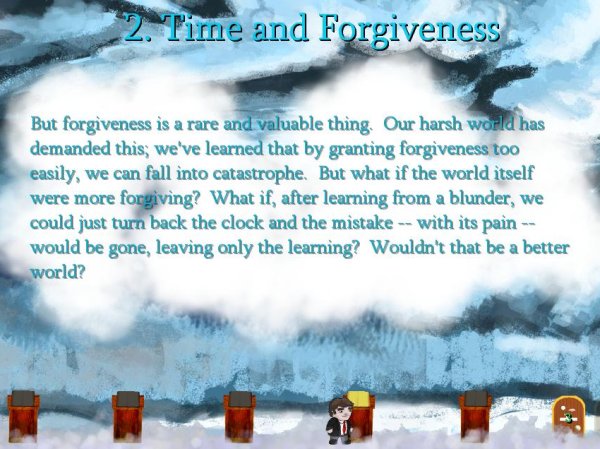 2. Time and Forgiveness
But forgiveness is a rare and valuable thing. Our harsh world has
demanded this; we've learned that by granting forgiveness too
easily, we can fall into catastrophe. But what if the world itself
were more forgiving? What if, after learning from a blunder, we
could just turn back the clock and the mistake -- with its pain --
would be gone, leaving only the learning? Wouldn't that be a better
world?
3